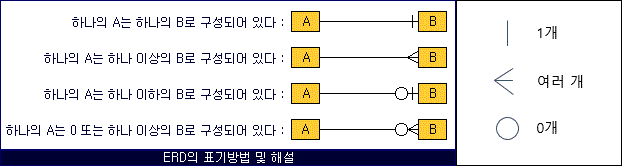 하나의 A는 하나의 B로 구성되어 있다 : A B
하나의 A는 하나 이상의 B로 구성되어 있다 : A B
하나의 A는 하나 이하의 B로 구성되어 있다 : A B
하나의 A는 0 또는 하나 이상의 B로 구성되어 있다 : A B
ERD의 표기방법 및 해설
1개
여러 개
0개